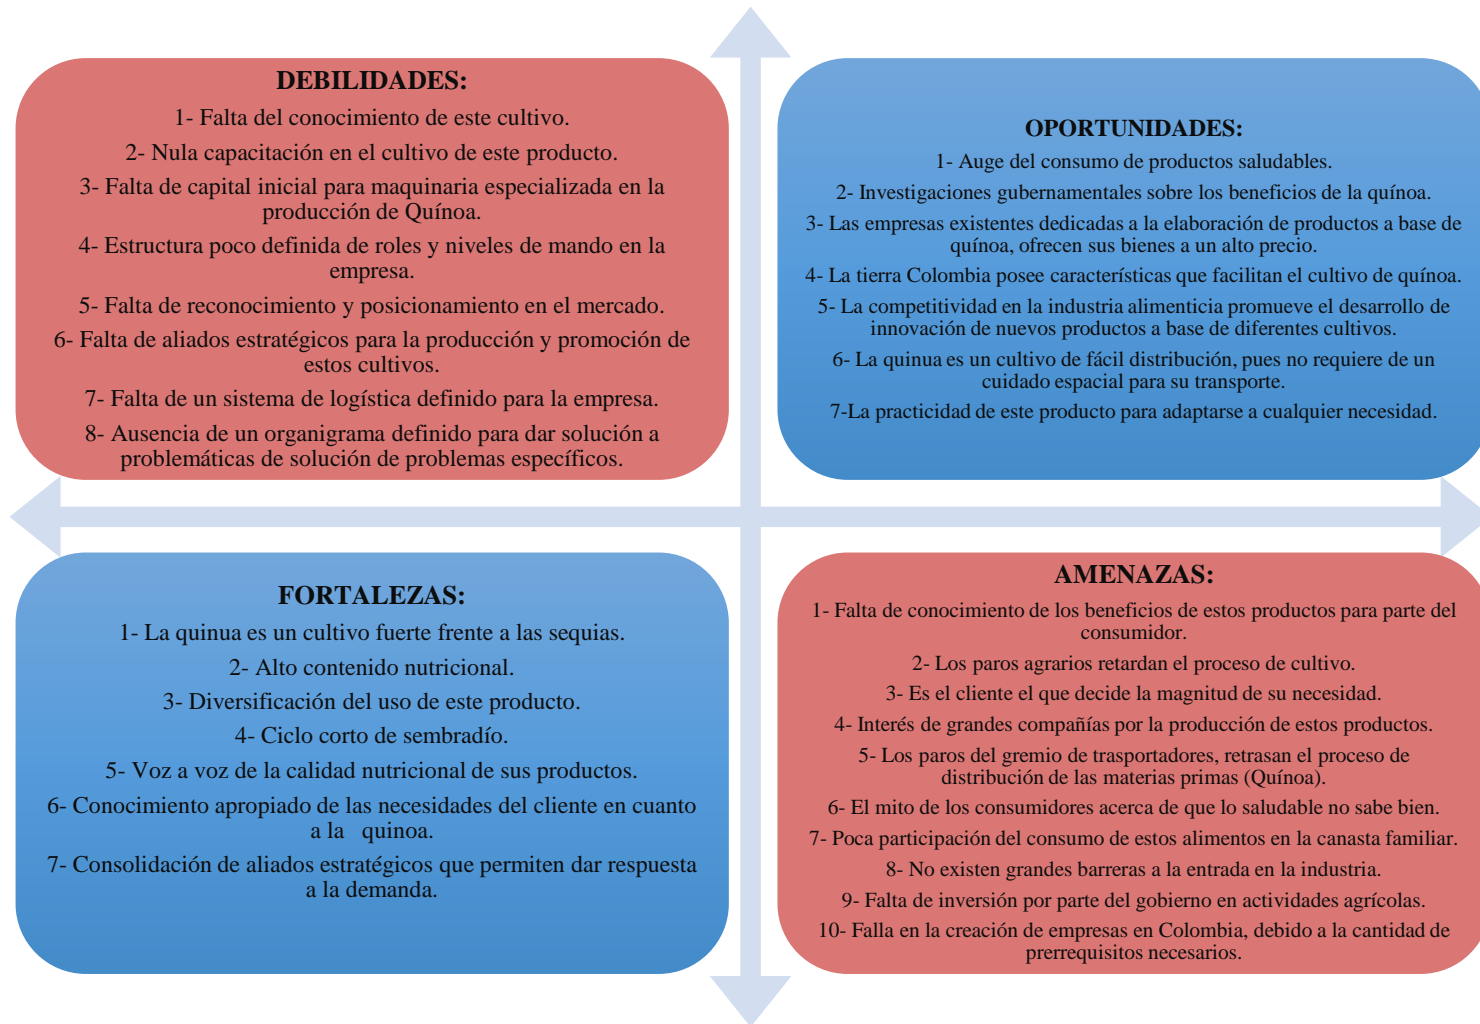 DEBILIDADES:
1- Falta del conocimiento de este cultivo.
2- Nula capacitación en el cultivo de este producto.
3- Falta de capital inicial para maquinaria especializada en la
producción de Quínoa.
4- Estructura poco definida de roles y niveles de mando en la
empresa.
5- Falta de reconocimiento y posicionamiento en el mercado.
6- Falta de aliados estratégicos para la producción y promoción de
estos cultivos.
7- Falta de un sistema de logística definido para la empresa.
8- Ausencia de un organigrama definido para dar solución a
problemáticas de solución de problemas específicos.
OPORTUNIDADES:
1- Auge del consumo de productos saludables.
2- Investigaciones gubernamentales sobre los beneficios de la quínoa.
3- Las empresas existentes dedicadas a la elaboración de productos a base de
quínoa, ofrecen sus bienes a un alto precio.
4- La tierra Colombia posee características que facilitan el cultivo de quínoa.
5- La competitividad en la industria alimenticia promueve el desarrollo de
innovación de nuevos productos a base de diferentes cultivos.
6- La quinua es un cultivo de fácil distribución, pues no requiere de un
cuidado espacial para su transporte.
7-La practicidad de este producto para adaptarse a cualquier necesidad.
FORTALEZAS:
1- La quinua es un cultivo fuerte frente a las sequias.
2- Alto contenido nutricional.
3- Diversificación del uso de este producto.
4- Ciclo corto de sembradío.
5- Voz a voz de la calidad nutricional de sus productos.
6- Conocimiento apropiado de las necesidades del cliente en cuanto
a la quinoa.
7- Consolidación de aliados estratégicos que permiten dar respuesta
a la demanda.
AMENAZAS:
1- Falta de conocimiento de los beneficios de estos productos para parte del
consumidor.
2- Los paros agrarios retardan el proceso de cultivo.
3- Es el cliente el que decide la magnitud de su necesidad.
4- Interés de grandes compañías por la producción de estos productos.
5- Los paros del gremio de trasportadores, retrasan el proceso de
distribución de las materias primas (Quínoa).
6- El mito de los consumidores acerca de que lo saludable no sabe bien.
7- Poca participación del consumo de estos alimentos en la canasta familiar.
8- No existen grandes barreras a la entrada en la industria.
9- Falta de inversión por parte del gobierno en actividades agrícolas.
10- Falla en la creación de empresas en Colombia, debido a la cantidad de
prerrequisitos necesarios.